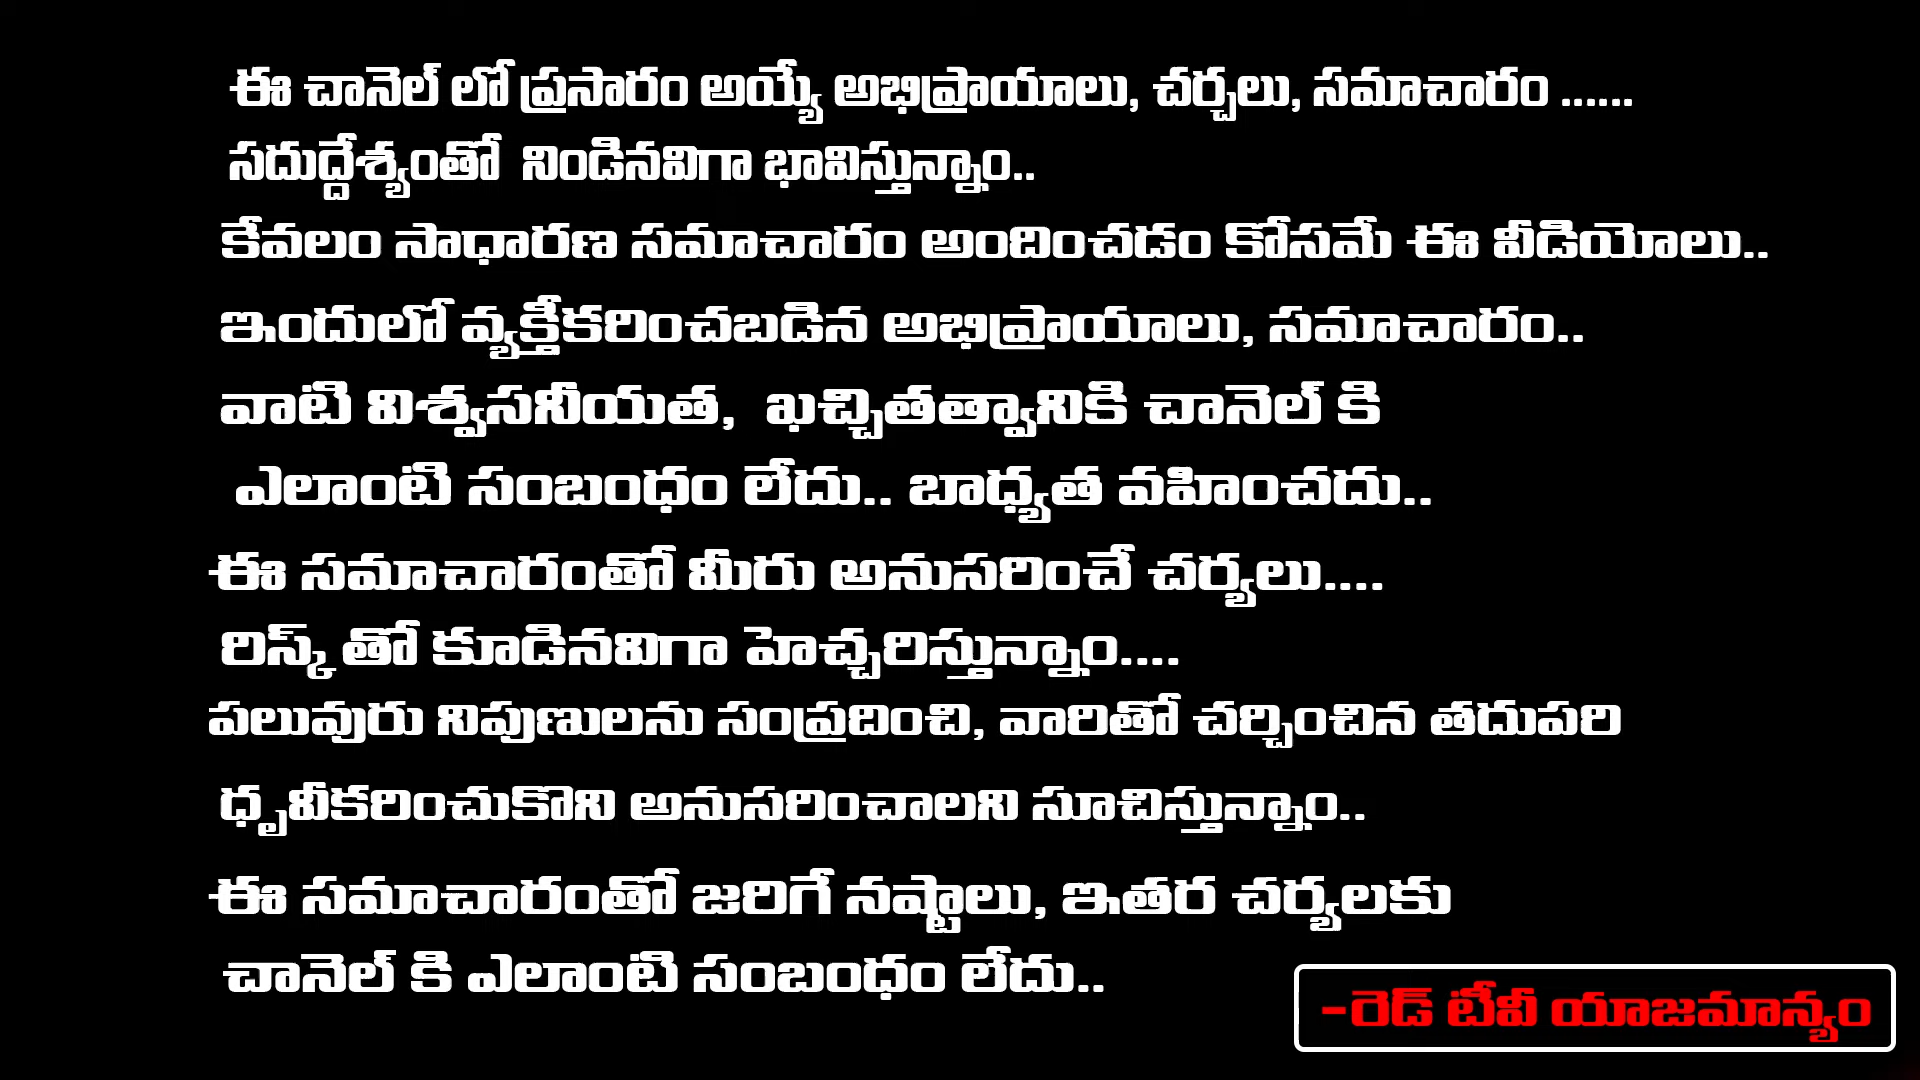 ఈ చానెల్ లో ప్రసారం అయ్యే అభిప్రాయాలు, చర్చలు, సమాచారం ......
సదుద్దేశ్యంతో నిండినవిగా భావిస్తున్నాం..
కేవలం సాధారణ సమాచారం అందించడం కోసమే ఈ వీడియోలు..
ఇందులో వ్యక్తీకరించబడిన అభిప్రాయాలు, సమాచారం..
వాటి విశ్వసనీయత, ఖచ్చితత్వానికి చానెల్ కి
ఎలాంటి సంబంధం లేదు.. బాధ్యత వహించదు..
ఈ సమాచారంతో మీరు అనుసరించే చర్యలు....
రిస్క్ తో కూడినవిగా హెచ్చరిస్తున్నాం....
పలువురు నిపుణులను సంప్రదించి, వారితో చర్చించిన తదుపరి
ధృవీకరించుకొని అనుసరించాలని సూచిస్తున్నాం..
ఈ సమాచారంతో జరిగే నష్టాలు, ఇతర చర్యలకు
చానెల్ కి ఎలాంటి సంబంధం లేదు..
-రెడ్ టీవీ యాజమాన్యం